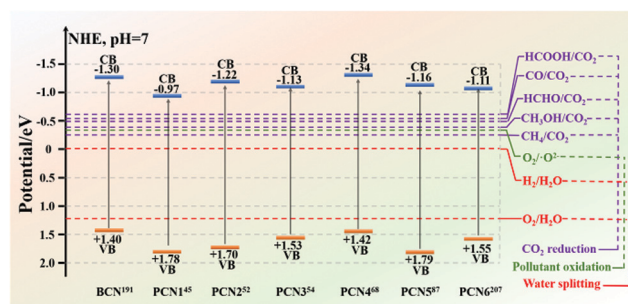 NHE, pH=7
Potential/eV
-1.5
-1.0
-0.5
0
0.5
1.0
1.5
2.0
CB
-1.30
CB
-0.97
CB
-1.22
CB
-1.13
CB
-1.34
CB
-1.16
CB
-1.11
+1.40
VB
+1.78
VB
+1.70
VB
+1.53
VB
+1.42
VB
+1.79
VB
+1.55
VB
BCN¹⁹¹ PCN1⁴⁵ PCN2⁵² PCN3⁵⁴ PCN4⁶⁸ PCN5⁸⁷ PCN6²⁰⁷
HCOOH/CO₂
CO/CO₂
HCHO/CO₂
CH₃OH/CO₂
CH₄/CO₂
O₂/·O²
H₂/H₂O
O₂/H₂O
CO₂ reduction
Pollutant oxidation
Water splitting